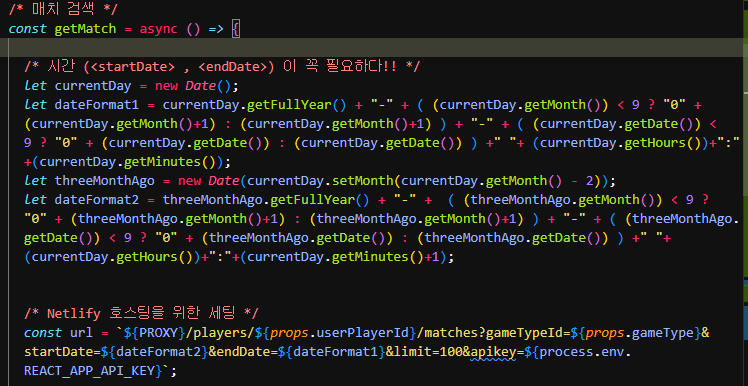 /* 매치 검색 */
const getMatch = async () => {
/* 시간 (<startDate> , <endDate>) 이 꼭 필요하다!! */
let currentDay = new Date();
let dateFormat1 = currentDay.getFullYear() + "-" + ( (currentDay.getMonth()) < 9 ? "0" +
(currentDay.getMonth()+1) : (currentDay.getMonth()+1) ) + "-" + ( (currentDay.getDate()) <
9 ? "0" + (currentDay.getDate()) : (currentDay.getDate()) ) +" "+ (currentDay.getHours())+":"
+(currentDay.getMinutes());
let threeMonthAgo = new Date(currentDay.setMonth(currentDay.getMonth() - 2));
let dateFormat2 = threeMonthAgo.getFullYear() + "-" +  ( (threeMonthAgo.getMonth()) < 9 ?
"0" + (threeMonthAgo.getMonth()+1) : (threeMonthAgo.getMonth()+1) ) + "-" + ( (threeMonthAgo.
getDate()) < 9 ? "0" + (threeMonthAgo.getDate()) : (threeMonthAgo.getDate()) ) +" "+
(currentDay.getHours())+":"+(currentDay.getMinutes()+1);
/* Netlify 호스팅을 위한 세팅 */
const url = `${PROXY}/players/${props.userPlayerId}/matches?gameTypeId=${props.gameType}&
startDate=${dateFormat2}&endDate=${dateFormat1}&limit=100&apikey=${process.env.
REACT_APP_API_KEY}`;